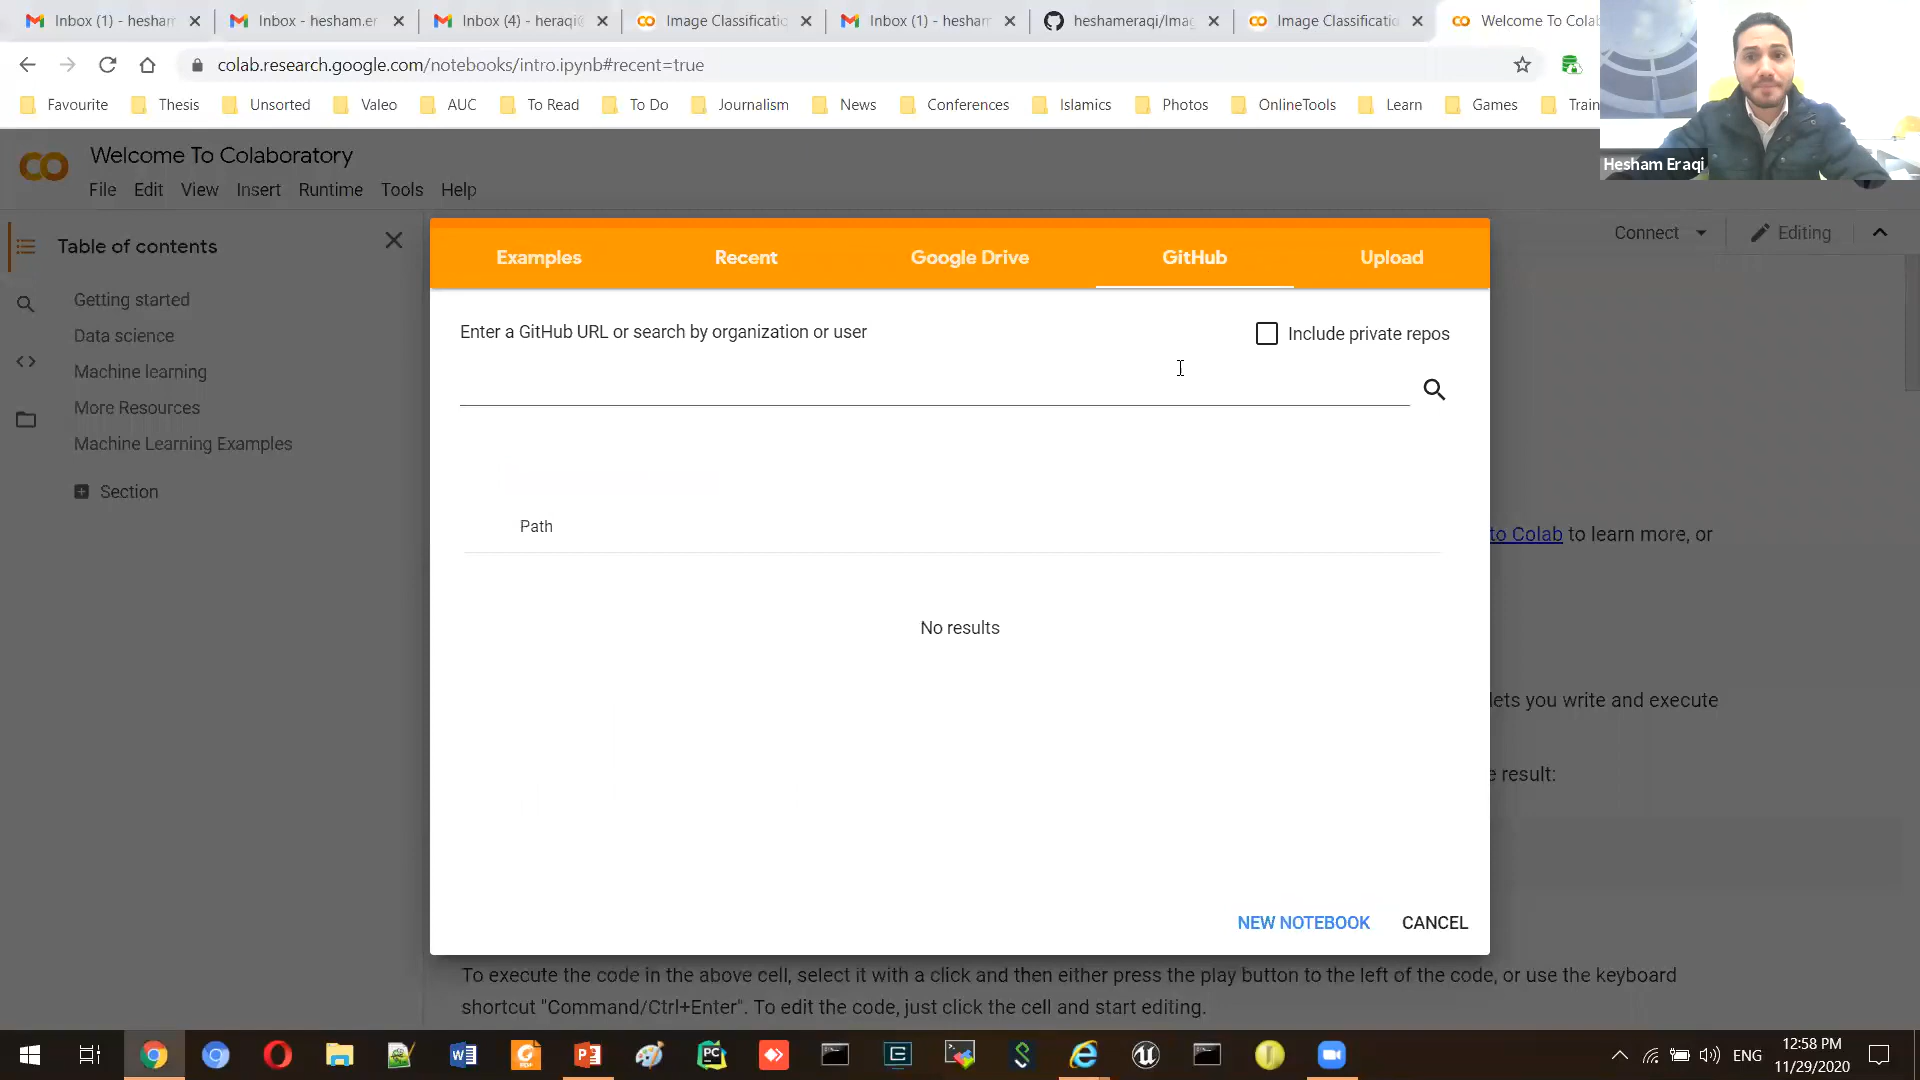 Inbox (1) - hesham
Inbox - hesham.er
Inbox (4) - heraqi@
Image Classificatio
Inbox (1) - hesham
heshameraqi/Imag
Image Classificatio
Welcome To Colab
colab.research.google.com/notebooks/intro.ipynb#recent=true
Favourite
Thesis
Unsorted
Valeo
AUC
To Read
To Do
Journalism
News
Conferences
Islamics
Photos
OnlineTools
Learn
Games
Train
Hesham Eraqi
Welcome To Colaboratory
File Edit View Insert Runtime Tools Help
Table of contents
Connect
Editing
Getting started
Data science
Machine learning
More Resources
Machine Learning Examples
Section
Examples
Recent
Google Drive
GitHub
Upload
Enter a GitHub URL or search by organization or user
Include private repos
Path
No results
NEW NOTEBOOK
CANCEL
to Colab to learn more, or
lets you write and execute
e result:
To execute the code in the above cell, select it with a click and then either press the play button to the left of the code, or use the keyboard
shortcut "Command/Ctrl+Enter". To edit the code, just click the cell and start editing.
ENG
12:58 PM
11/29/2020